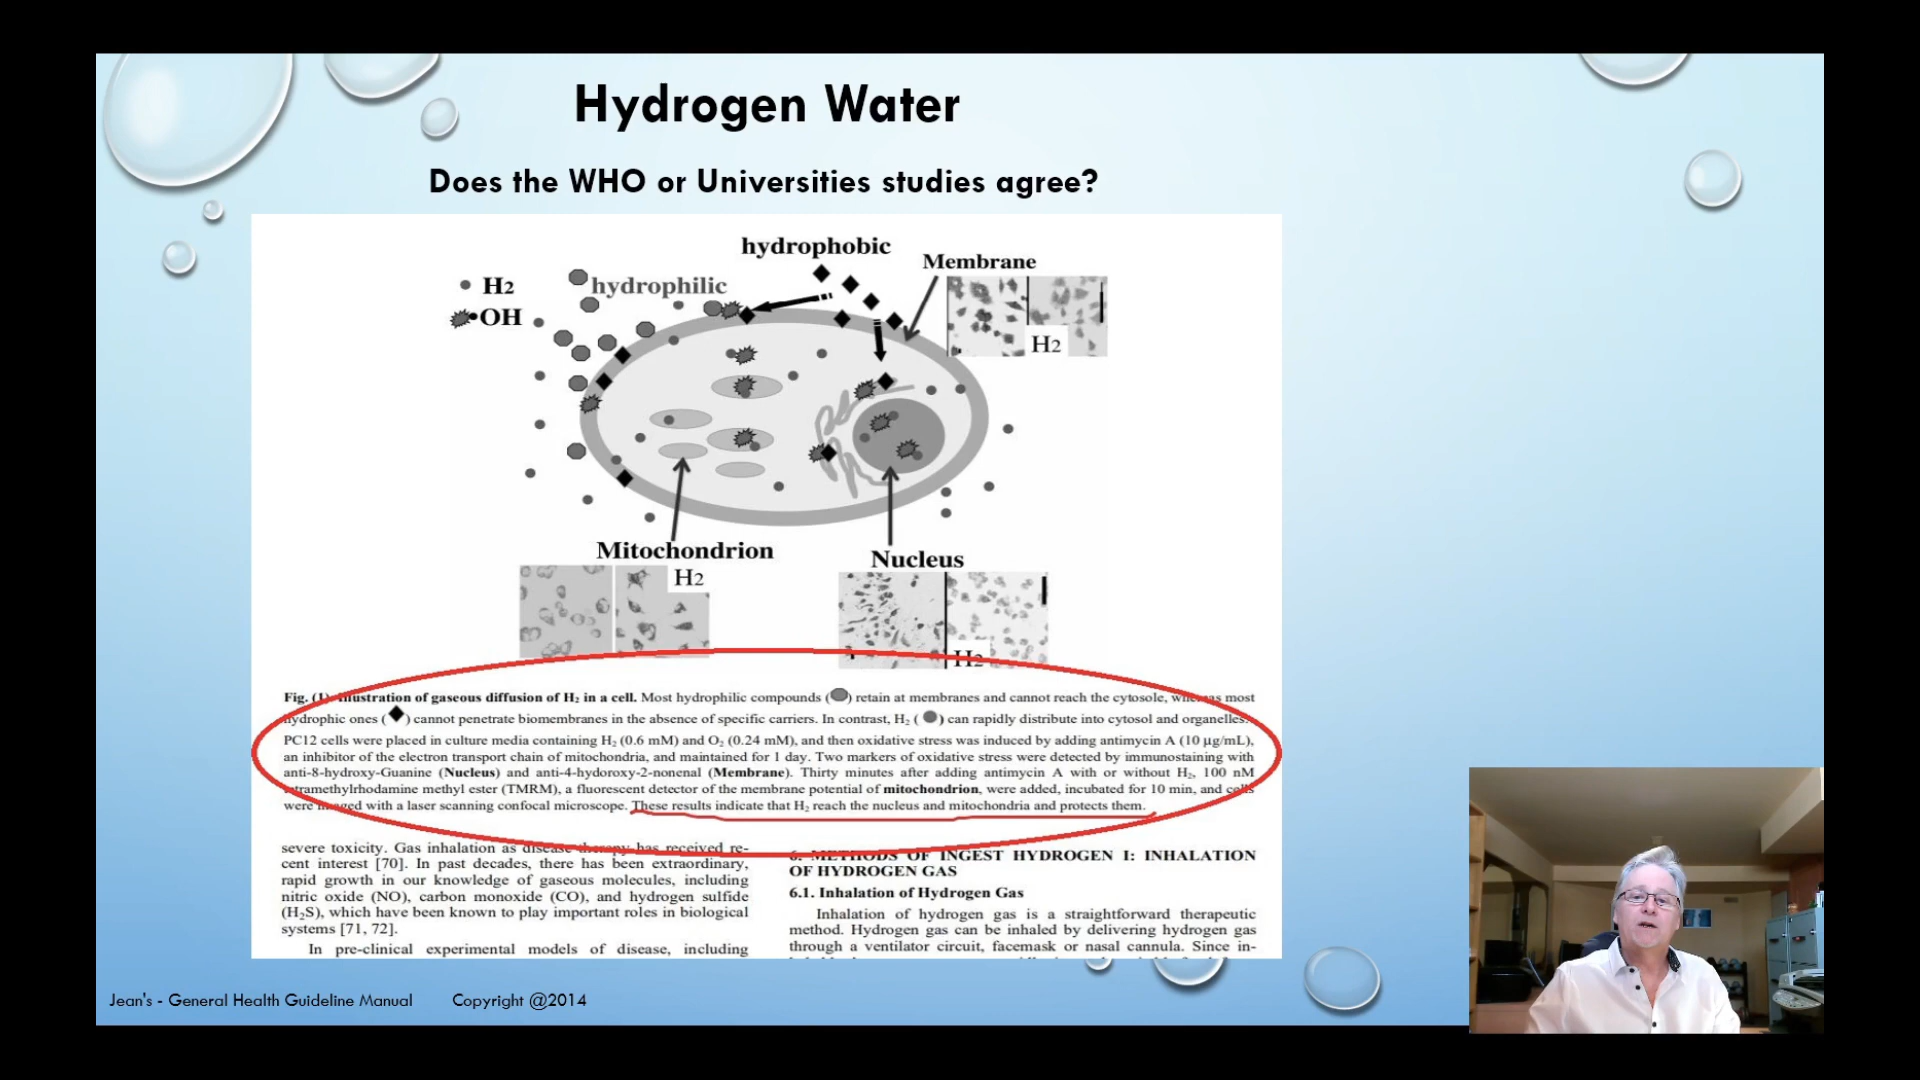 Hydrogen Water
Does the WHO or Universities studies agree?
hydrophobic
Membrane
H2
hydrophilic
•OH
H2
Mitochondrion
Nucleus
H2
H2
Fig. (1). Illustration of gaseous diffusion of H₂ in a cell. Most hydrophilic compounds ( ) retain at membranes and cannot reach the cytosole, whereas most
hydrophic ones ( ) cannot penetrate biomembranes in the absence of specific carriers. In contrast, H₂ ( ) can rapidly distribute into cytosol and organelles.
PC12 cells were placed in culture media containing H₂ (0.6 mM) and O₂ (0.24 mM), and then oxidative stress was induced by adding antimycin A (10 µg/mL),
an inhibitor of the electron transport chain of mitochondria, and maintained for 1 day. Two markers of oxidative stress were detected by immunostaining with
anti-8-hydroxy-Guanine (Nucleus) and anti-4-hydoroxy-2-nonenal (Membrane). Thirty minutes after adding antimycin A with or without H₂, 100 nM
tetramethylrhodamine methyl ester (TMRM), a fluorescent detector of the membrane potential of mitochondrion, were added, incubated for 10 min, and cells
were imaged with a laser scanning confocal microscope. These results indicate that H₂ reach the nucleus and mitochondria and protects them.
severe toxicity. Gas inhalation as disease therapy has received re-
cent interest [70]. In past decades, there has been extraordinary,
rapid growth in our knowledge of gaseous molecules, including
nitric oxide (NO), carbon monoxide (CO), and hydrogen sulfide
(H₂S), which have been known to play important roles in biological
systems [71, 72].
In pre-clinical experimental models of disease, including
6. METHODS OF INGEST HYDROGEN I: INHALATION
OF HYDROGEN GAS
6.1. Inhalation of Hydrogen Gas
Inhalation of hydrogen gas is a straightforward therapeutic
method. Hydrogen gas can be inhaled by delivering hydrogen gas
through a ventilator circuit, facemask or nasal cannula. Since in-
Jean's - General Health Guideline Manual Copyright @2014